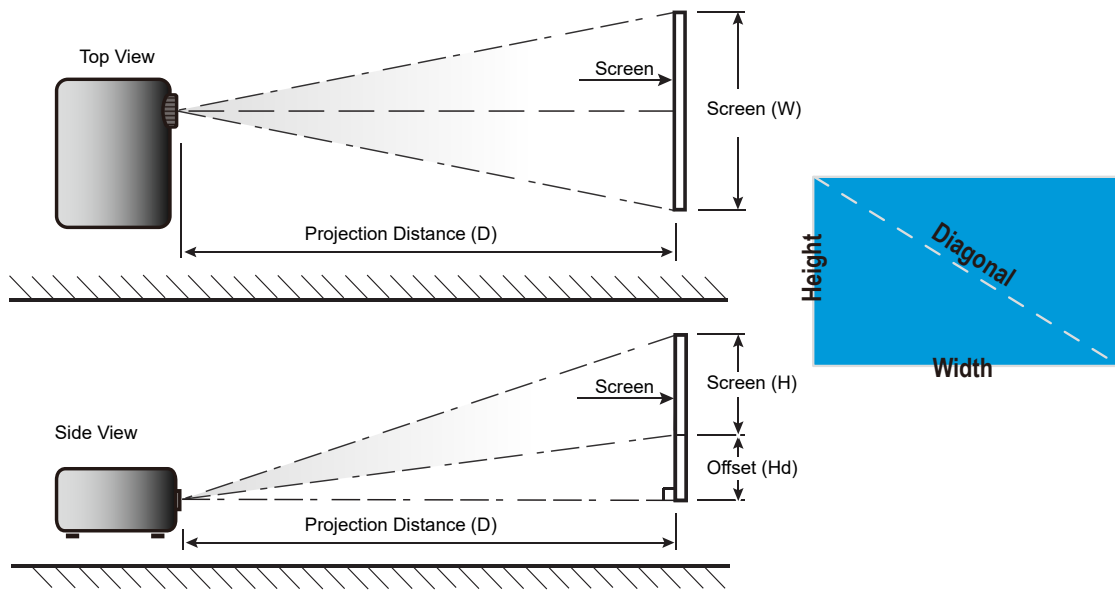 Top View
Screen
Screen (W)
Projection Distance (D)
Height
Diagonal
Width
Side View
Screen
Screen (H)
Offset (Hd)
Projection Distance (D)